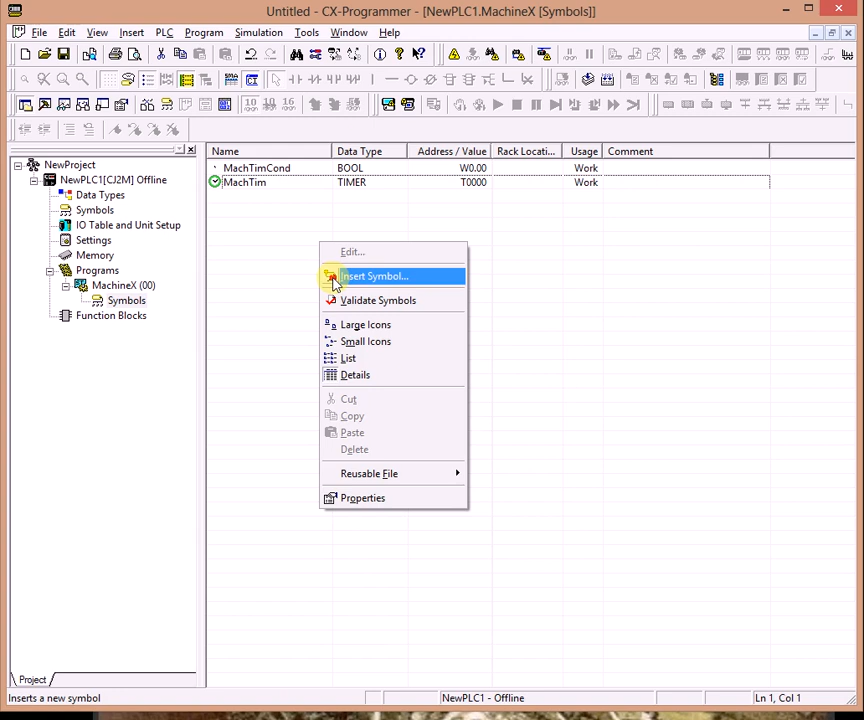 Untitled - CX-Programmer - [NewPLC1.MachineX [Symbols]]
File Edit View Insert PLC Program Simulation Tools Window Help
10 10 16
Name Data Type Address / Value Rack Locati... Usage Comment
MachTimCond BOOL W0.00 Work
MachTim TIMER T0000 Work
NewProject
NewPLC1[CJ2M] Offline
Data Types
Symbols
IO Table and Unit Setup
Settings
Memory
Programs
MachineX (00)
Symbols
Function Blocks
Edit...
Insert Symbol...
Validate Symbols
Large Icons
Small Icons
List
Details
Cut
Copy
Paste
Delete
Reusable File
Properties
Project
Inserts a new symbol
NewPLC1 - Offline
Ln 1, Col 1